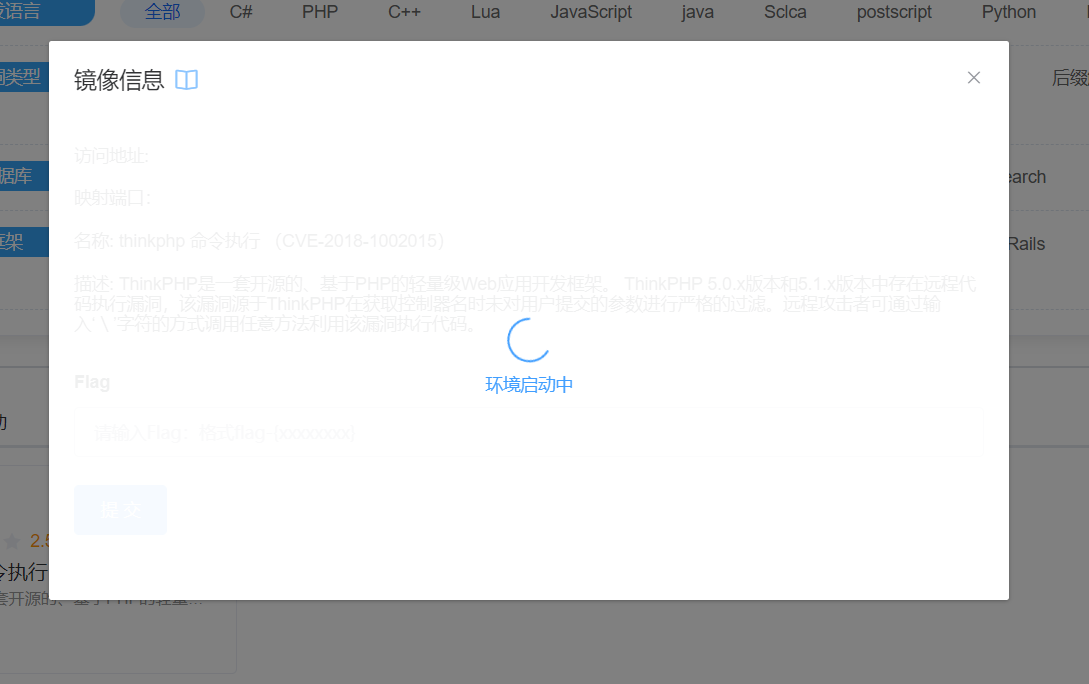 发语言 全部 C# PHP C++ Lua JavaScript java Sclca postscript Python
洞类型 后缀
据库 earch
框架 Rails
镜像信息
访问地址:
映射端口:
名称: thinkphp 命令执行 （CVE-2018-1002015）
描述: ThinkPHP是一套开源的、基于PHP的轻量级Web应用开发框架。 ThinkPHP 5.0.x版本和5.1.x版本中存在远程代
码执行漏洞，该漏洞源于ThinkPHP在获取控制器名时未对用户提交的参数进行严格的过滤。远程攻击者可通过输
入‘\’字符的方式调用任意方法利用该漏洞执行代码。
环境启动中
Flag
请输入Flag：格式flag-{xxxxxxxx}
提交
动
2.5
令执行
套开源的、基于PHP的轻量...